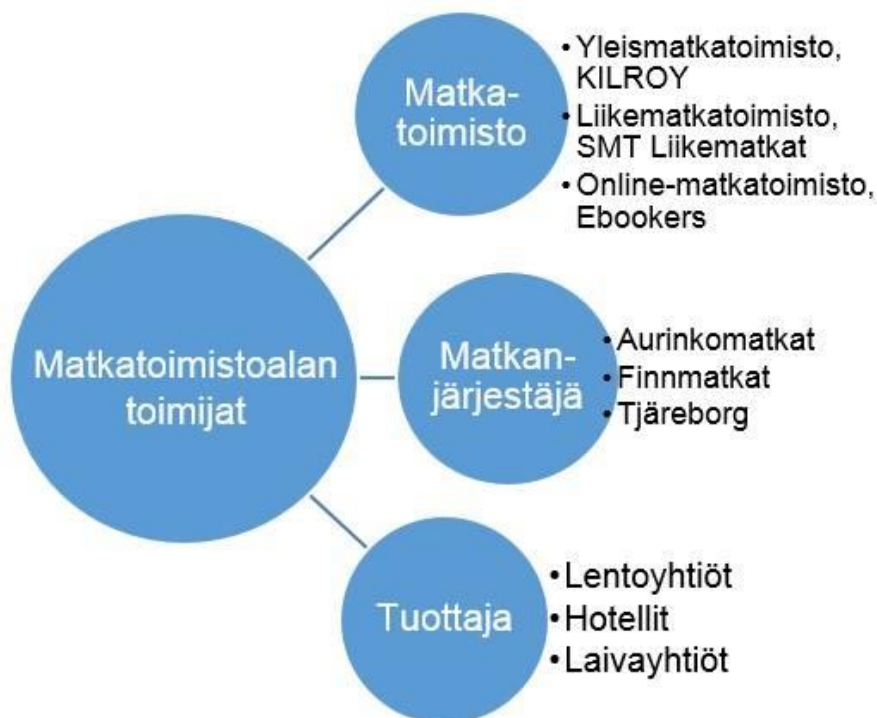 Matkatoimistoalan
toimijat
Matka-
toimisto
• Yleismatkatoimisto,
KILROY
• Liikematkatoimisto,
SMT Liikematkat
• Online-matkatoimisto,
Ebookers
Matkan-
järjestäjä
• Aurinkomatkat
• Finnmatkat
• Tjäreborg
Tuottaja
• Lentoyhtiöt
• Hotellit
• Laivayhtiöt